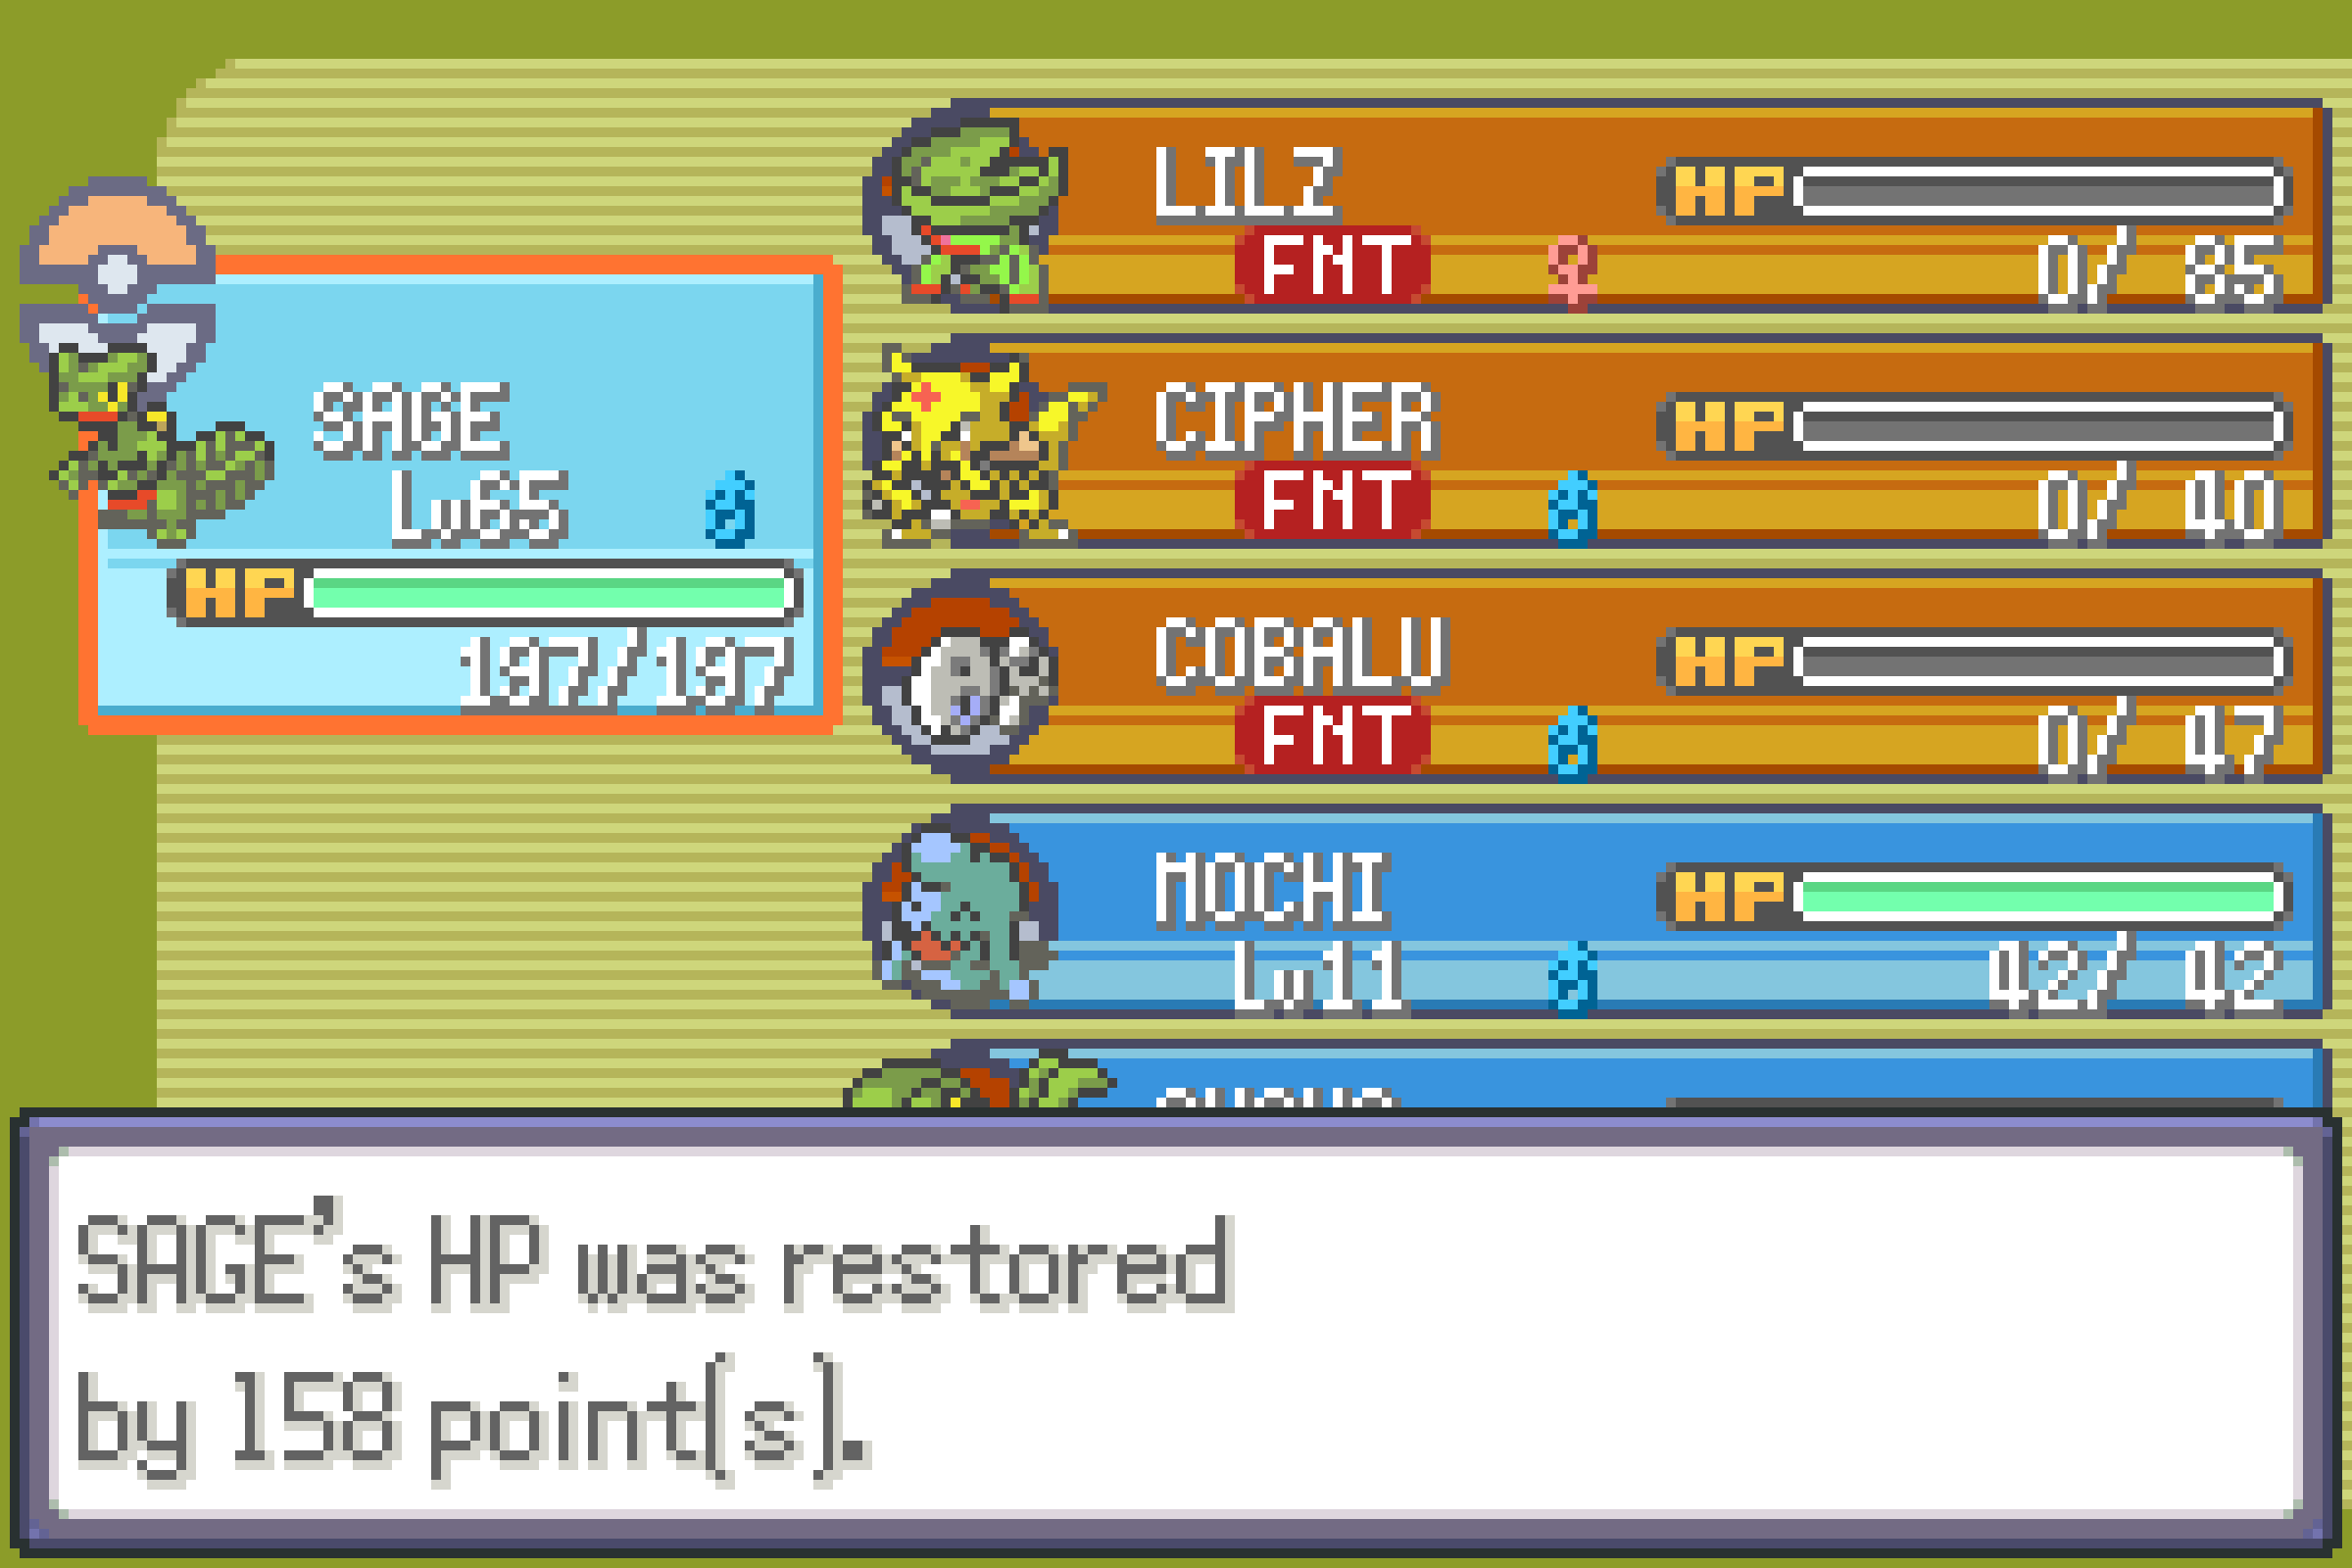 SAGE
Lv65 ♂
HP
197/197
LILZ
HP
FNT ♀
0/ 85
CIPHER
HP
FNT ♂
0/ 40
COBALU
HP
FNT ♂
0/ 47
MOCHI
HP
Lv11 ♂
42/ 42
SAGE's HP was restored
by 158 point(s).